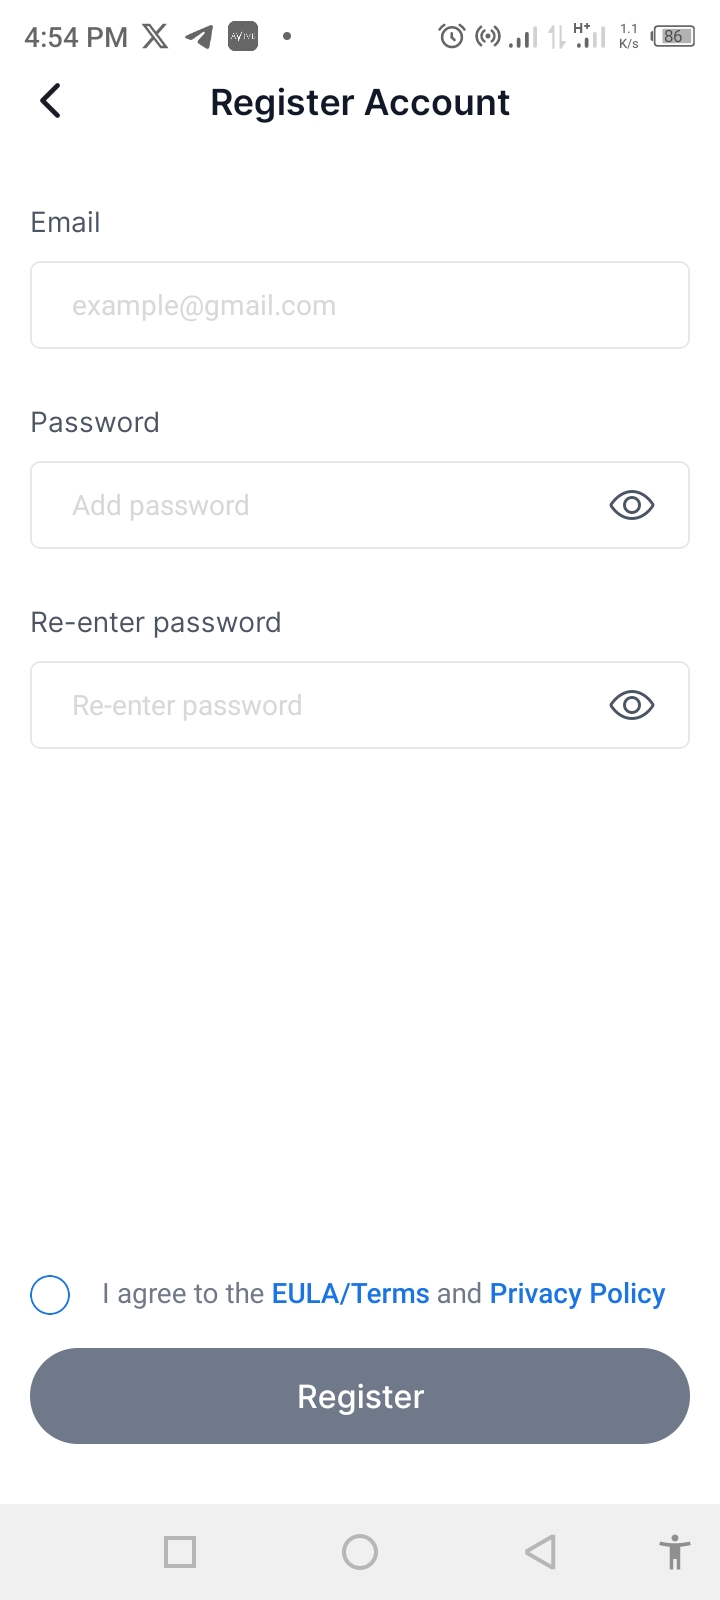 4:54 PM
AVIVE
H+
1.1
K/s
86
Register Account
Email
example@gmail.com
Password
Add password
Re-enter password
Re-enter password
I agree to the EULA/Terms and Privacy Policy
Register